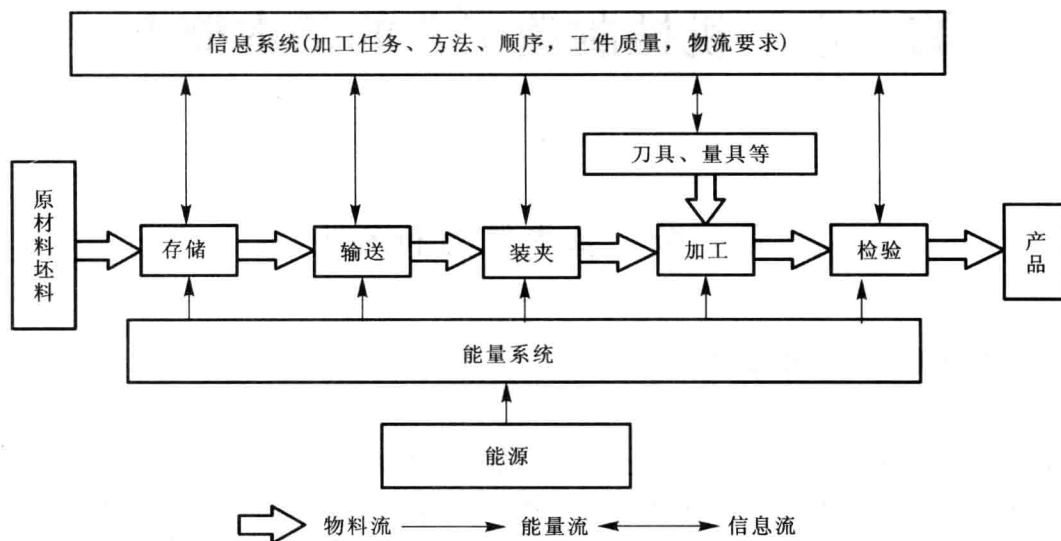 信息系统(加工任务、方法、顺序，工件质量，物流要求)
刀具、量具等
原材料坯料
存储
输送
装夹
加工
检验
产品
能量系统
能源
物料流
能量流
信息流